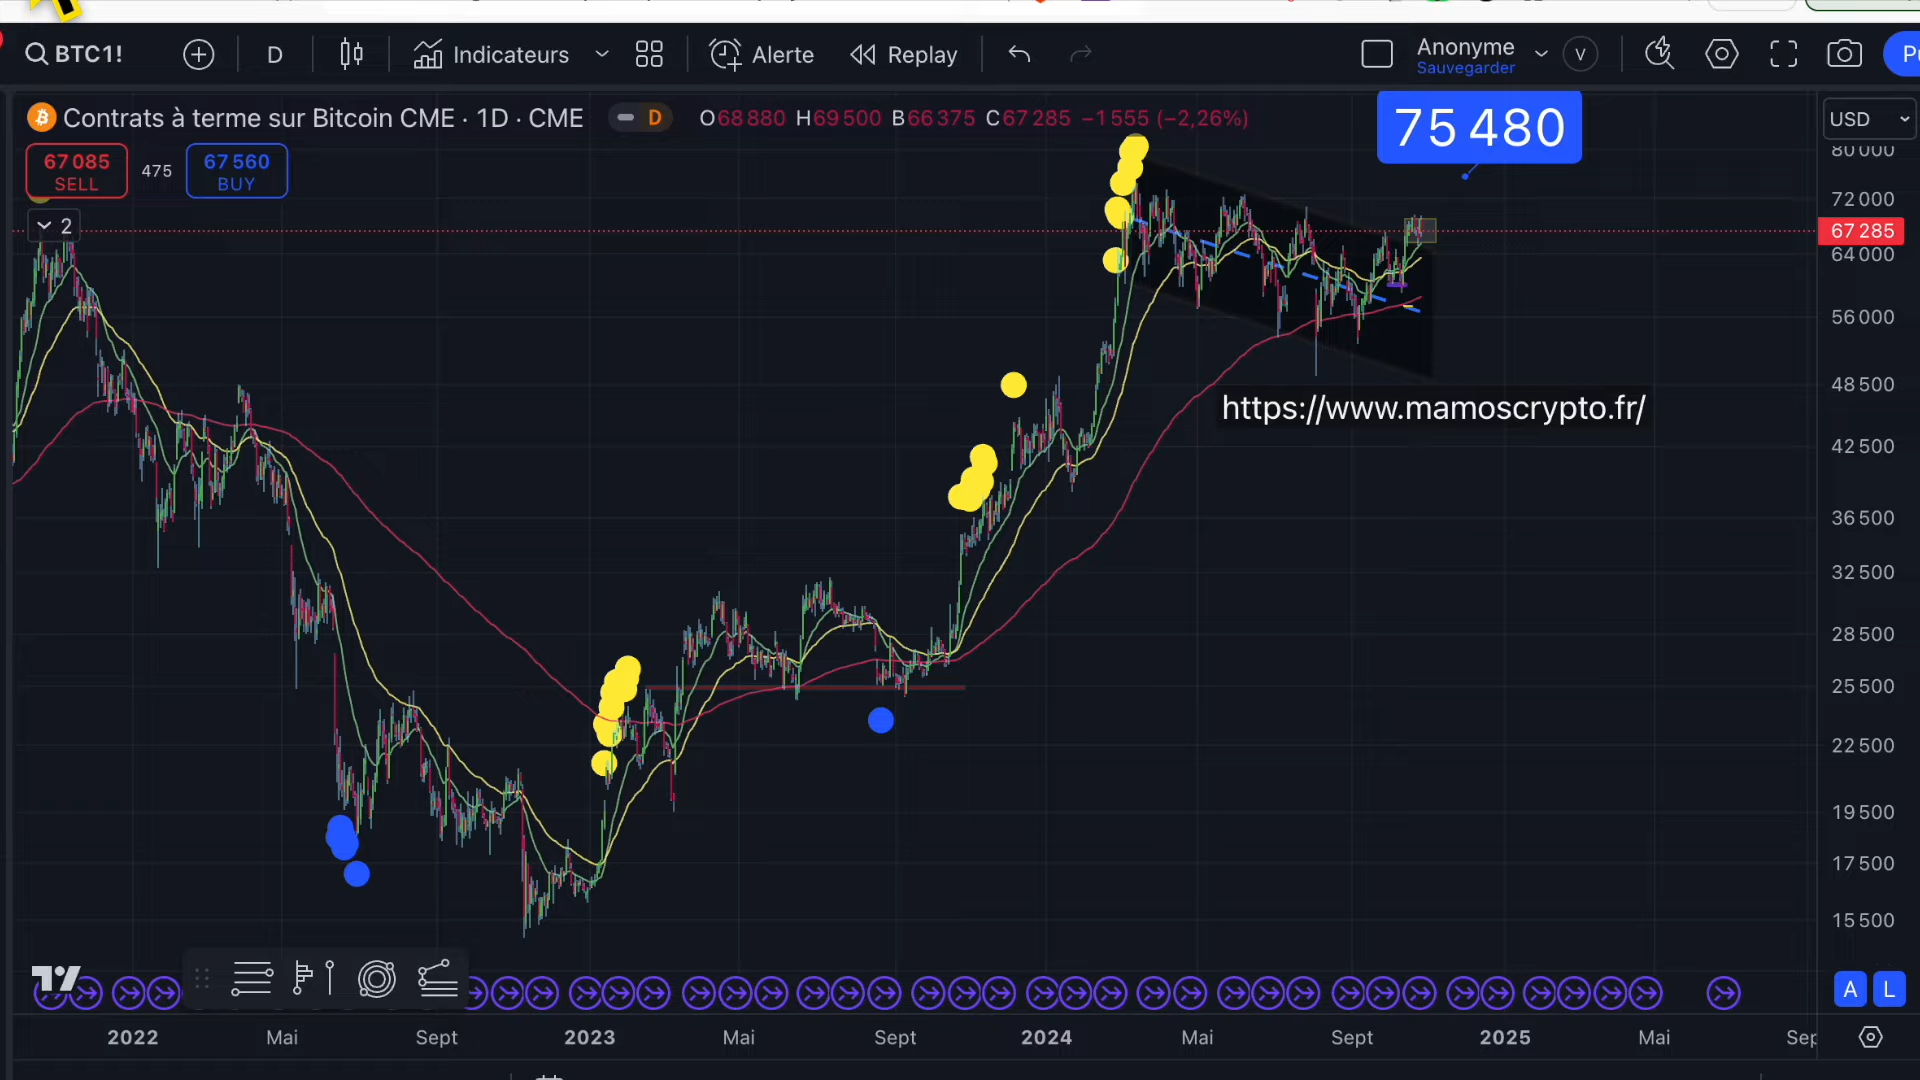 BTC1!
D
Indicateurs
Alerte
Replay
Anonyme
Sauvegarder
V
Contrats à terme sur Bitcoin CME · 1D · CME
D
O68 880 H69 500 B66 375 C67 285 −1 555 (−2,26%)
75 480
USD
67 085
SELL
475
67 560
BUY
2
80 000
72 000
67 285
64 000
56 000
48 500
42 500
36 500
32 500
28 500
25 500
22 500
19 500
17 500
15 500
https://www.mamoscrypto.fr/
A
L
2022
Mai
Sept
2023
Mai
Sept
2024
Mai
Sept
2025
Mai